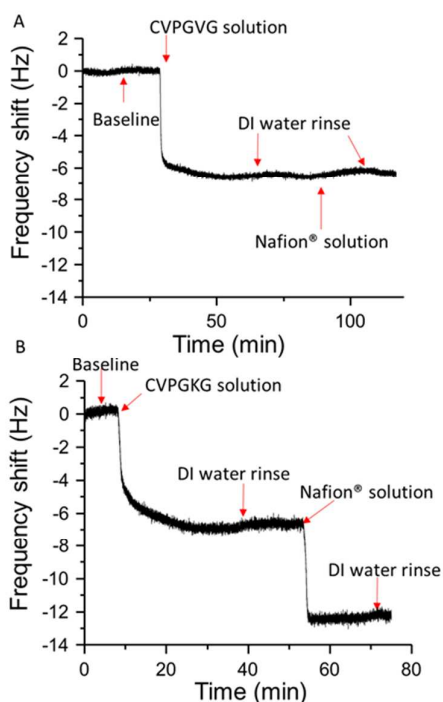 A
CVPGVG solution
2
0
-2
-4
-6
-8
-10
-12
-14
Frequency shift (Hz)
Baseline
DI water rinse
Nafion® solution
0
50
100
Time (min)
B
Baseline
CVPGKG solution
2
0
-2
-4
-6
-8
-10
-12
-14
Frequency shift (Hz)
DI water rinse
Nafion® solution
DI water rinse
0
20
40
60
80
Time (min)